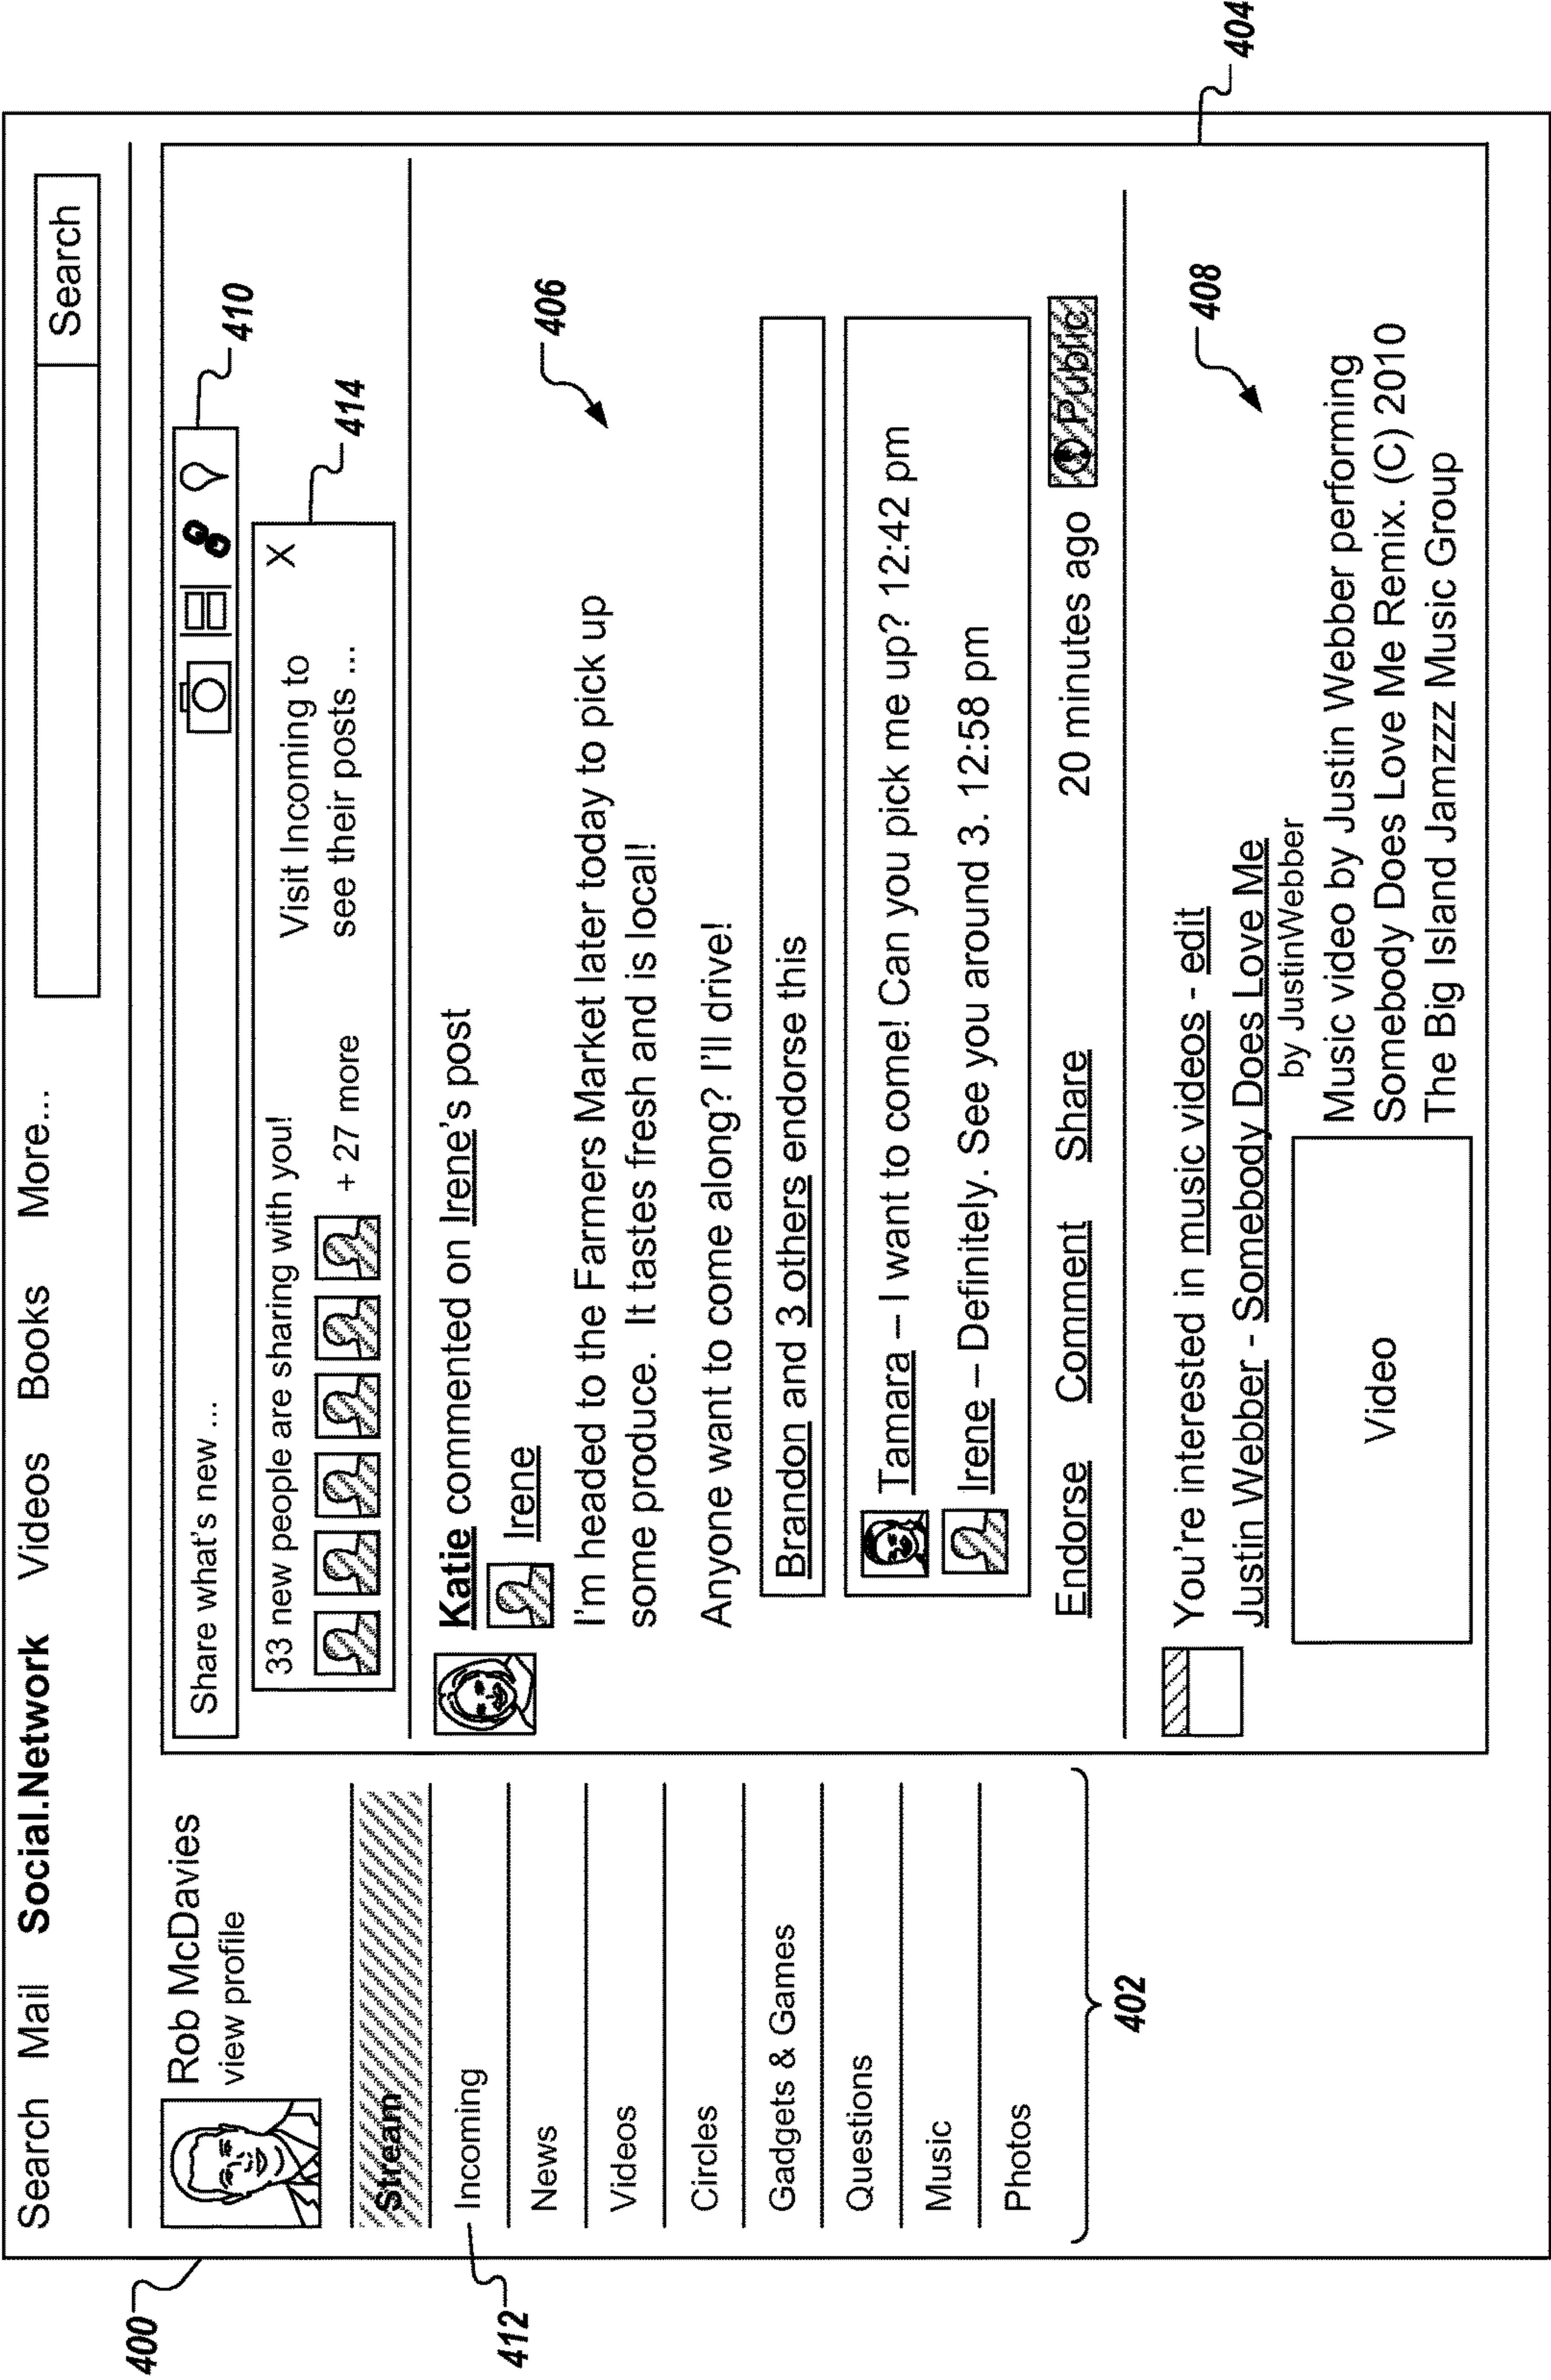 Search Mail Social.Network Videos Books More...
Search
400
Rob McDavies
view profile
Stream
Incoming
412
News
Videos
Circles
Gadgets & Games
Questions
Music
Photos
402
404
Share what's new ...
410
33 new people are sharing with you!
+ 27 more
Visit Incoming to
see their posts ...
X
414
Katie commented on Irene's post
Irene
406
I'm headed to the Farmers Market later today to pick up
some produce. It tastes fresh and is local!
Anyone want to come along? I'll drive!
Brandon and 3 others endorse this
Tamara – I want to come! Can you pick me up? 12:42 pm
Irene – Definitely. See you around 3. 12:58 pm
Endorse Comment Share 20 minutes ago Public
You're interested in music videos - edit
408
Justin Webber - Somebody Does Love Me
by JustinWebber
Video
Music video by Justin Webber performing
Somebody Does Love Me Remix. (C) 2010
The Big Island Jamzzz Music Group